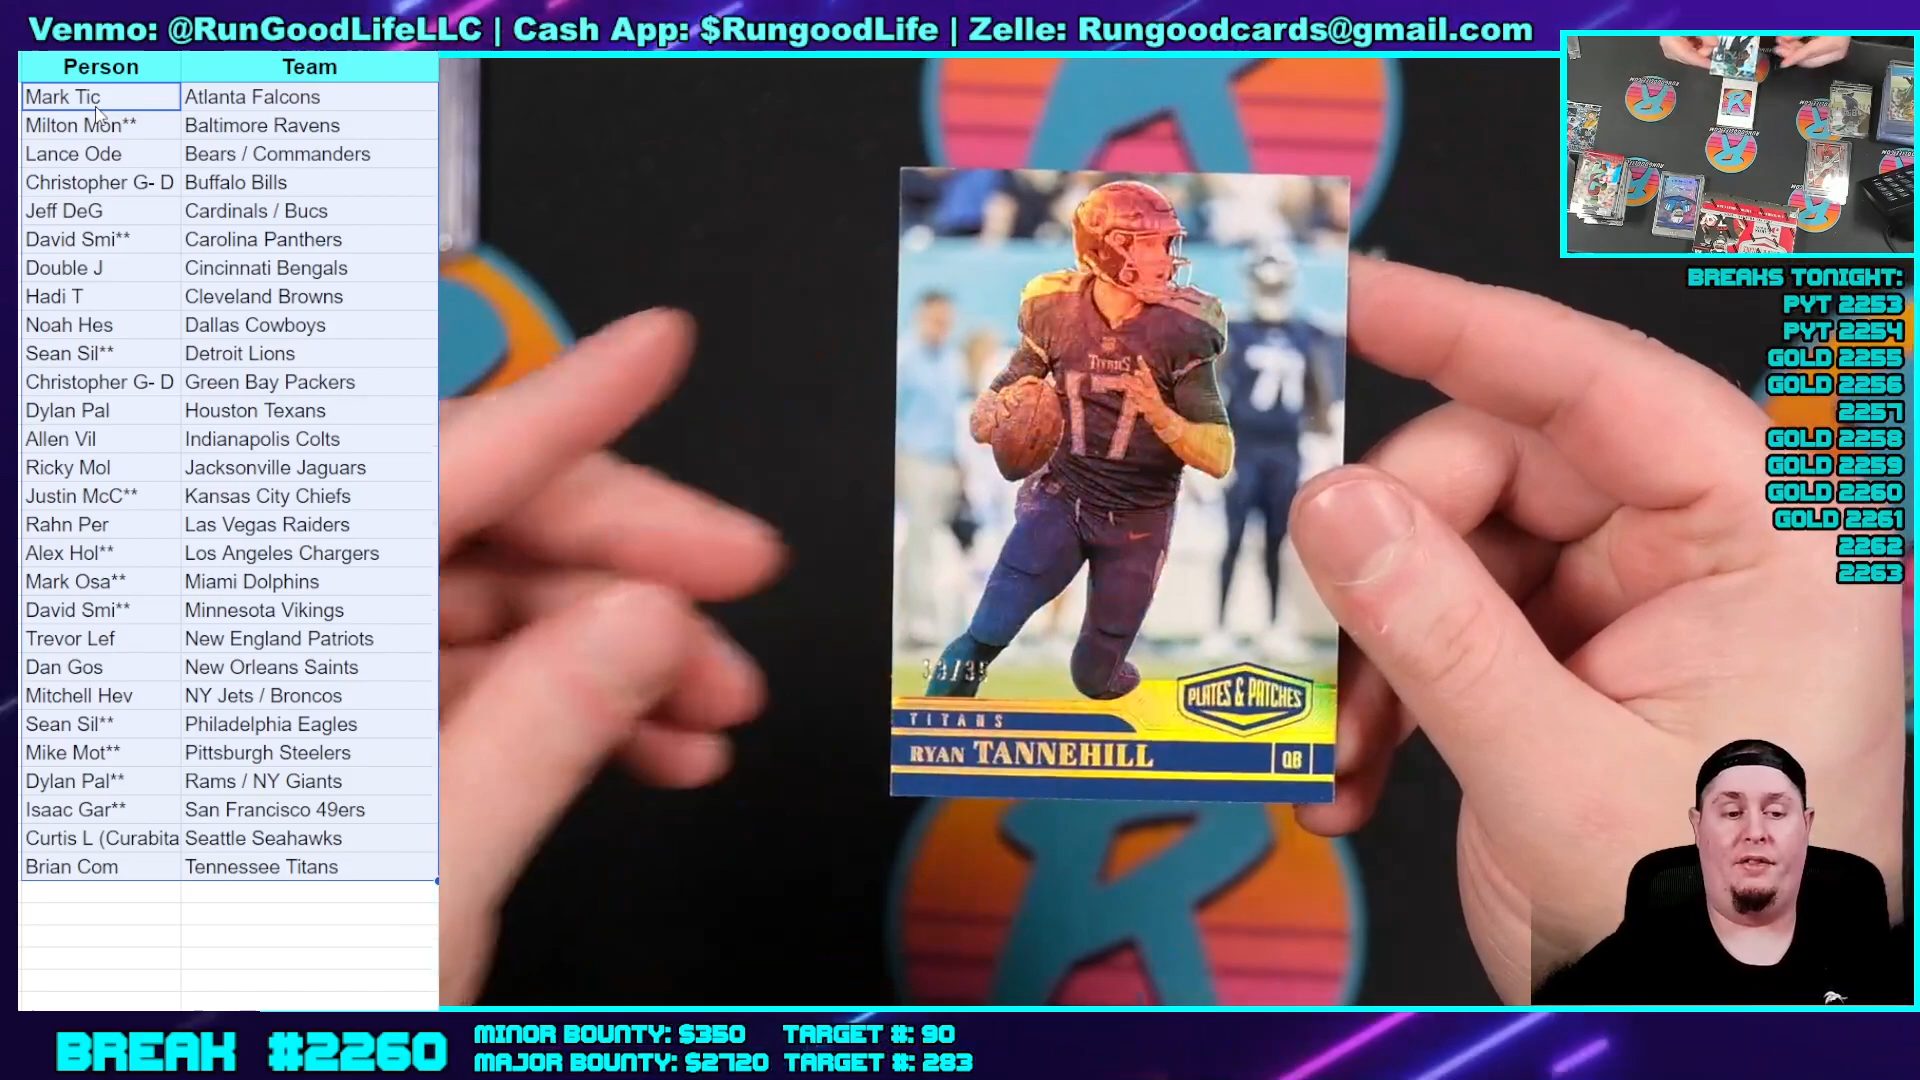 Venmo: @RunGoodLifeLLC | Cash App: $RungoodLife | Zelle: Rungoodcards@gmail.com
Person Team
Mark Tic Atlanta Falcons
Milton Mon** Baltimore Ravens
Lance Ode Bears / Commanders
Christopher G- D Buffalo Bills
Jeff DeG Cardinals / Bucs
David Smi** Carolina Panthers
Double J Cincinnati Bengals
Hadi T Cleveland Browns
Noah Hes Dallas Cowboys
Sean Sil** Detroit Lions
Christopher G- D Green Bay Packers
Dylan Pal Houston Texans
Allen Vil Indianapolis Colts
Ricky Mol Jacksonville Jaguars
Justin McC** Kansas City Chiefs
Rahn Per Las Vegas Raiders
Alex Hol** Los Angeles Chargers
Mark Osa** Miami Dolphins
David Smi** Minnesota Vikings
Trevor Lef New England Patriots
Dan Gos New Orleans Saints
Mitchell Hev NY Jets / Broncos
Sean Sil** Philadelphia Eagles
Mike Mot** Pittsburgh Steelers
Dylan Pal** Rams / NY Giants
Isaac Gar** San Francisco 49ers
Curtis L (Curabita Seattle Seahawks
Brian Com Tennessee Titans
TITANS
17
71
PLATES & PATCHES
TITANS
RYAN TANNEHILL QB
R
BREAKS TONIGHT:
PYT 2253
PYT 2254
GOLD 2255
GOLD 2256
2257
GOLD 2258
GOLD 2259
GOLD 2260
GOLD 2261
2262
2263
BREAK #2260
MINOR BOUNTY: $350 TARGET #: 90
MAJOR BOUNTY: $2720 TARGET #: 283